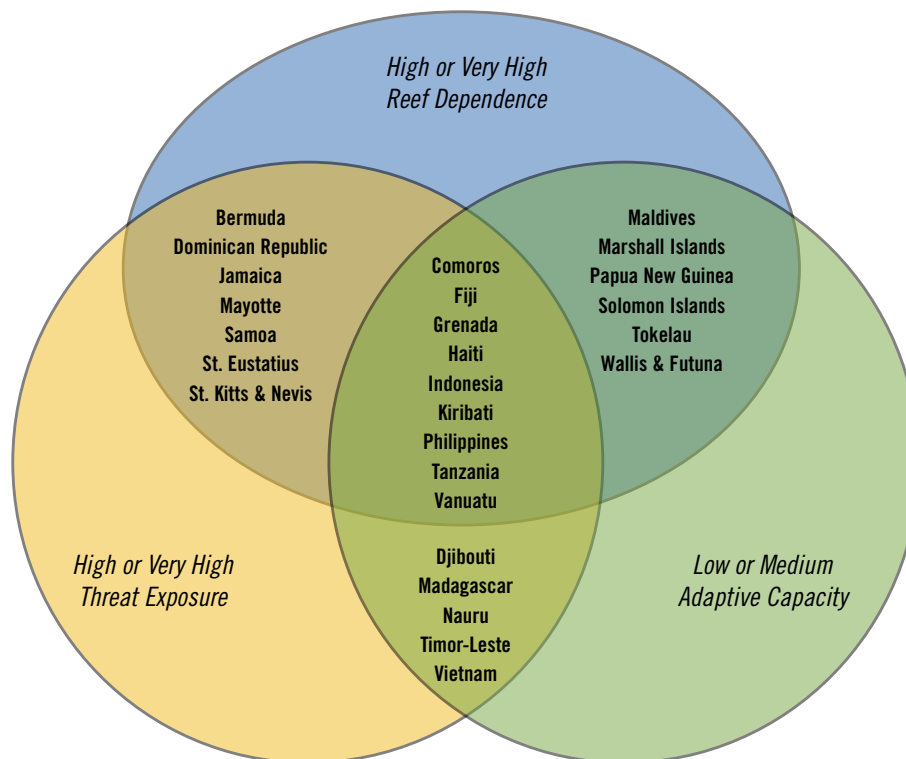 High or Very High
Reef Dependence
Bermuda
Dominican Republic
Jamaica
Mayotte
Samoa
St. Eustatius
St. Kitts & Nevis
Comoros
Fiji
Grenada
Haiti
Indonesia
Kiribati
Philippines
Tanzania
Vanuatu
Maldives
Marshall Islands
Papua New Guinea
Solomon Islands
Tokelau
Wallis & Futuna
High or Very High
Threat Exposure
Djibouti
Madagascar
Nauru
Timor-Leste
Vietnam
Low or Medium
Adaptive Capacity